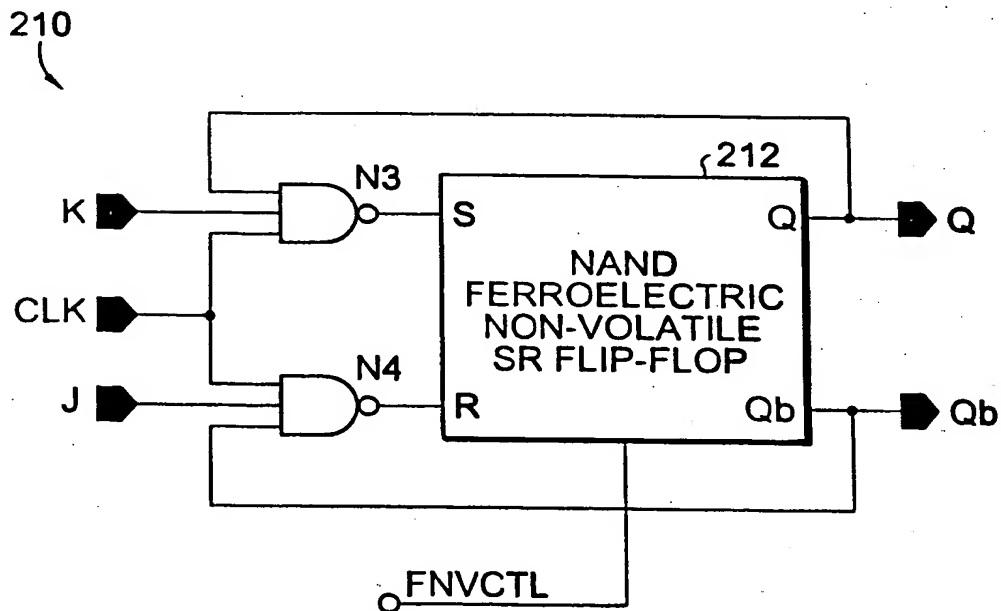 210
212
N3
K
S
Q
Q
NAND
FERROELECTRIC
NON-VOLATILE
SR FLIP-FLOP
CLK
N4
J
R
Qb
Qb
FNVCTL